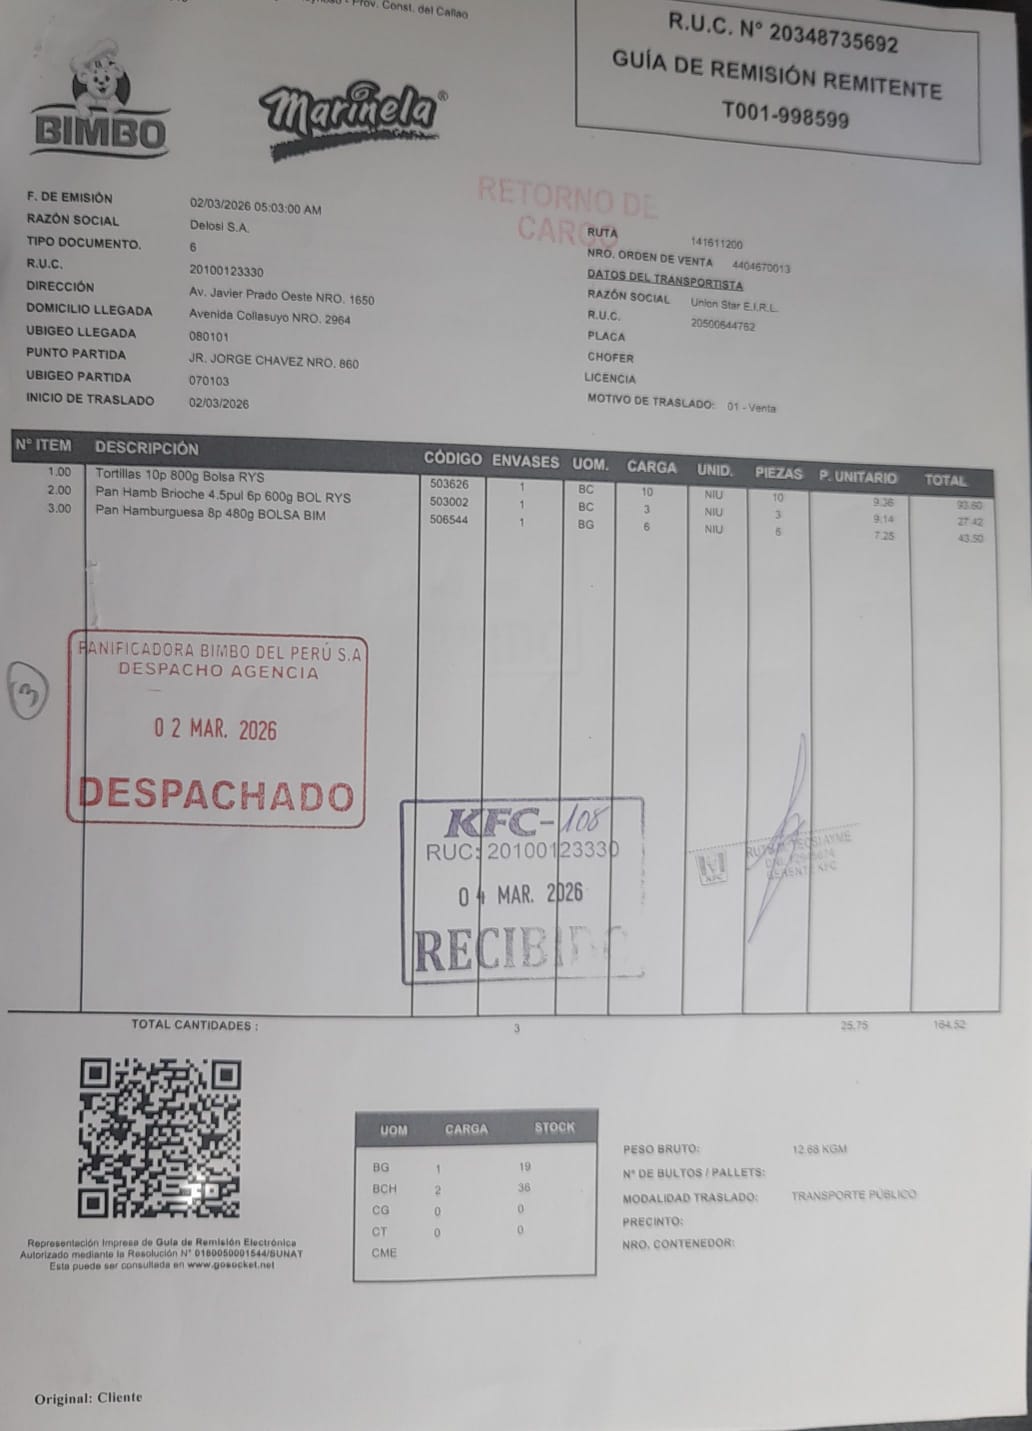 Prov. Const. del Callao
R.U.C. N° 20348735692
GUÍA DE REMISIÓN REMITENTE
T001-998599
BIMBO
Marinela®
RETORNO DE
CARGO
F. DE EMISIÓN 02/03/2026 05:03:00 AM
RAZÓN SOCIAL Delosi S.A.
TIPO DOCUMENTO. 6
R.U.C. 20100123330
DIRECCIÓN Av. Javier Prado Oeste NRO. 1650
DOMICILIO LLEGADA Avenida Collasuyo NRO. 2964
UBIGEO LLEGADA 080101
PUNTO PARTIDA JR. JORGE CHAVEZ NRO. 860
UBIGEO PARTIDA 070103
INICIO DE TRASLADO 02/03/2026
RUTA 141611200
NRO. ORDEN DE VENTA 4404670013
DATOS DEL TRANSPORTISTA
RAZÓN SOCIAL Union Star E.I.R.L.
R.U.C. 20500644762
PLACA
CHOFER
LICENCIA
MOTIVO DE TRASLADO: 01 - Venta
N° ITEM DESCRIPCIÓN CÓDIGO ENVASES UOM. CARGA UNID. PIEZAS P. UNITARIO TOTAL
1.00 Tortillas 10p 800g Bolsa RYS 503626 1 BC 10 NIU 10 9.36 93.60
2.00 Pan Hamb Brioche 4.5pul 6p 600g BOL RYS 503002 1 BC 3 NIU 3 9.14 27.42
3.00 Pan Hamburguesa 8p 480g BOLSA BIM 506544 1 BG 6 NIU 6 7.25 43.50
3
PANIFICADORA BIMBO DEL PERÚ S.A
DESPACHO AGENCIA
02 MAR. 2026
DESPACHADO
KFC-108
RUC: 20100123330
04 MAR. 2026
RECIBIDO
KFC
GERENTE KFC
TOTAL CANTIDADES : 3 25.75 164.52
UOM CARGA STOCK
BG 1 19
BCH 2 36
CG 0 0
CT 0 0
CME
PESO BRUTO: 12.68 KGM
N° DE BULTOS / PALLETS:
MODALIDAD TRASLADO: TRANSPORTE PÚBLICO
PRECINTO:
NRO. CONTENEDOR:
Representación Impresa de Guía de Remisión Electrónica
Autorizado mediante la Resolución N° 0180050001544/SUNAT
Esta puede ser consultada en www.gosocket.net
Original: Cliente